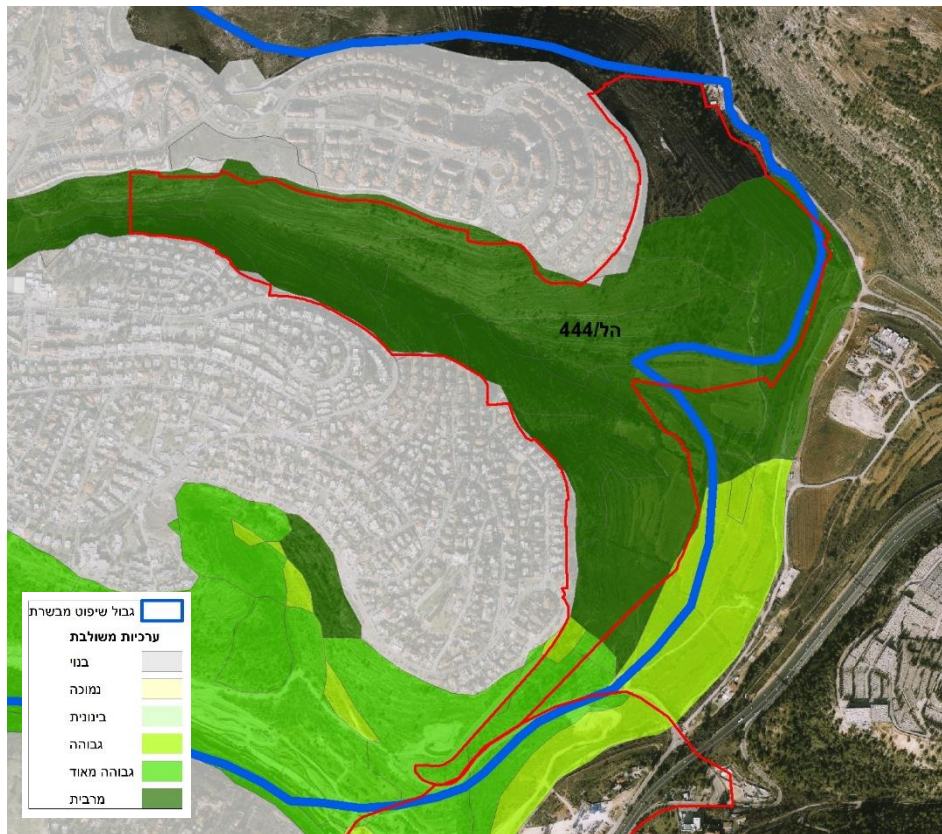 הל/444
גבול שיפוט מבשרת
ערכיות משולבת
בנוי
נמוכה
בינונית
גבוהה
גבוהה מאוד
מרבית